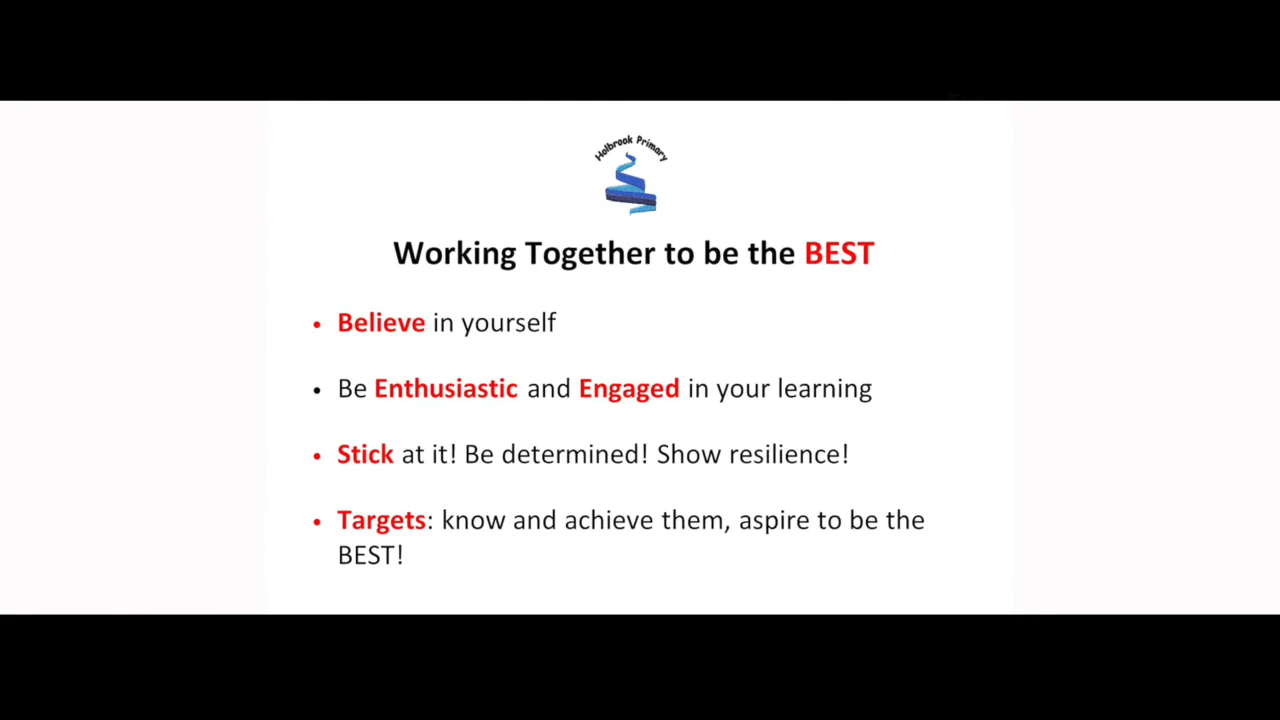 Holbrook Primary
Working Together to be the BEST
• Believe in yourself
• Be Enthusiastic and Engaged in your learning
• Stick at it! Be determined! Show resilience!
• Targets: know and achieve them, aspire to be the
BEST!